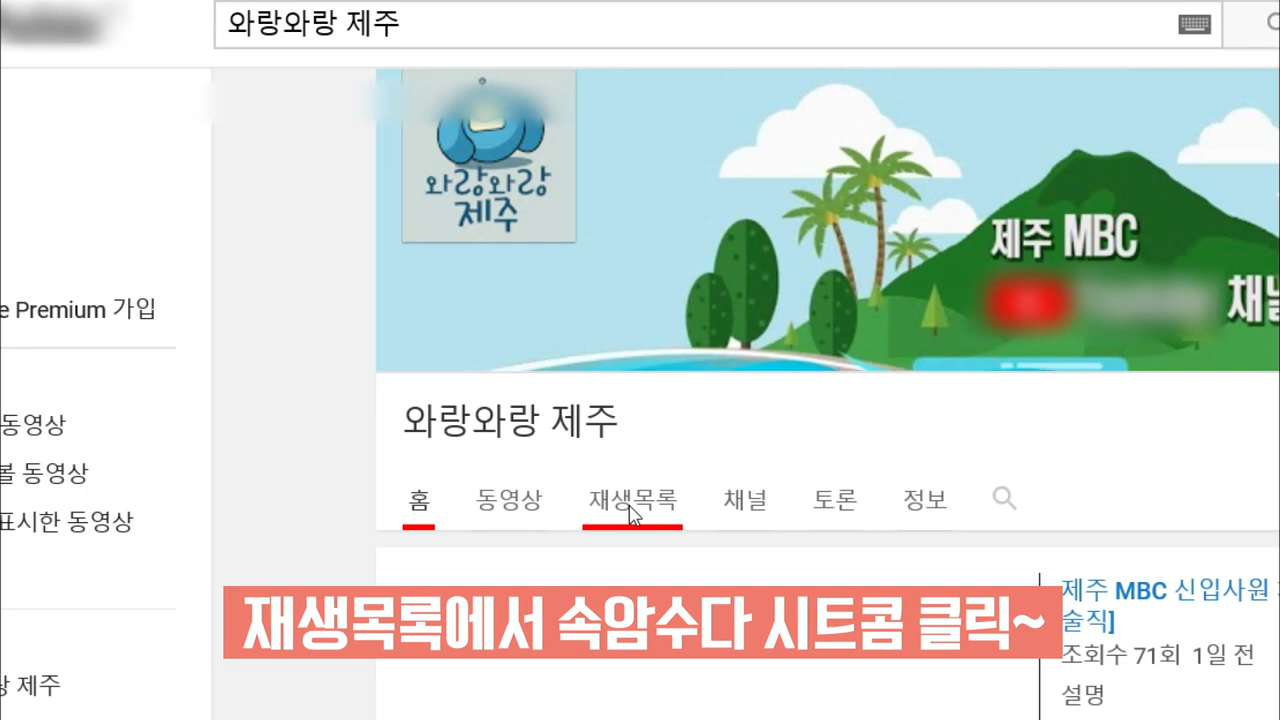 와랑와랑 제주
와랑와랑
제주
제주 MBC
채널
Premium 가입
동영상
동영상
표시한 동영상
제주
와랑와랑 제주
홈 동영상 재생목록 채널 토론 정보
제주 MBC 신입사원
술직]
조회수 71회 1일 전
설명
재생목록에서 속암수다 시트콤 클릭~